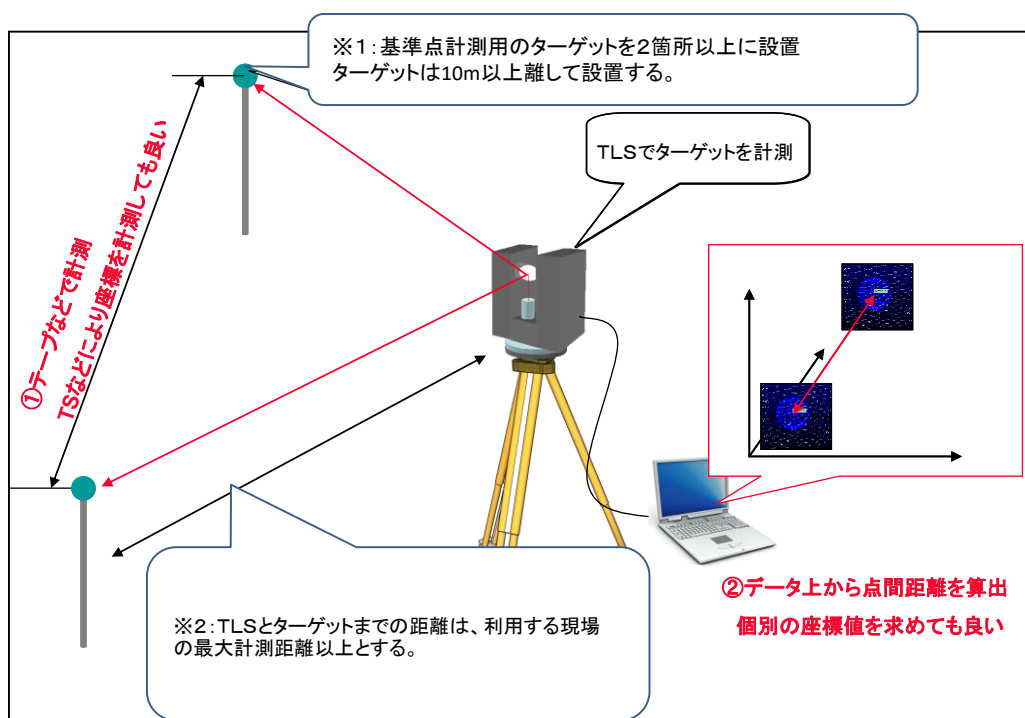 ※1：基準点計測用のターゲットを2箇所以上に設置
ターゲットは10m以上離して設置する。
TLSでターゲットを計測
①テープなどで計測
TSなどにより座標を計測しても良い
※2：TLSとターゲットまでの距離は、利用する現場
の最大計測距離以上とする。
②データ上から点間距離を算出
個別の座標値を求めても良い